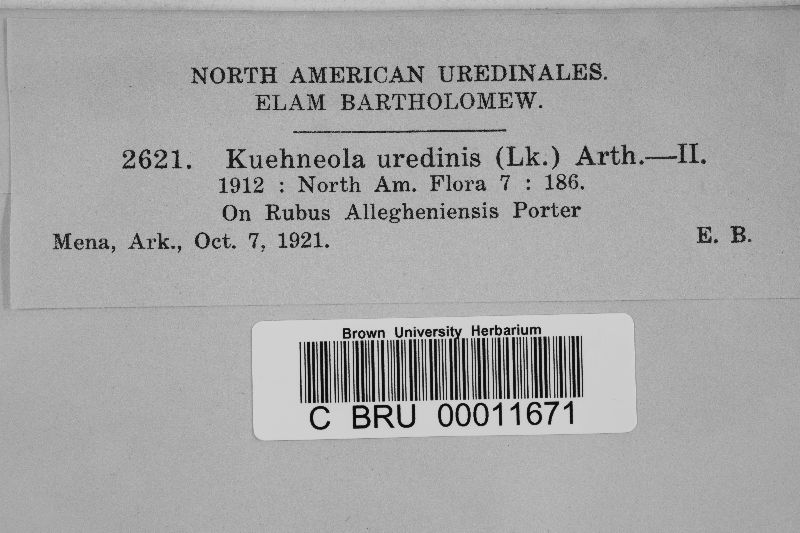 NORTH AMERICAN UREDINALES.
ELAM BARTHOLOMEW.
2621. Kuehneola uredinis (Lk.) Arth.—II.
1912 : North Am. Flora 7 : 186.
On Rubus Allegheniensis Porter
Mena, Ark., Oct. 7, 1921. E. B.
Brown University Herbarium
C BRU 00011671